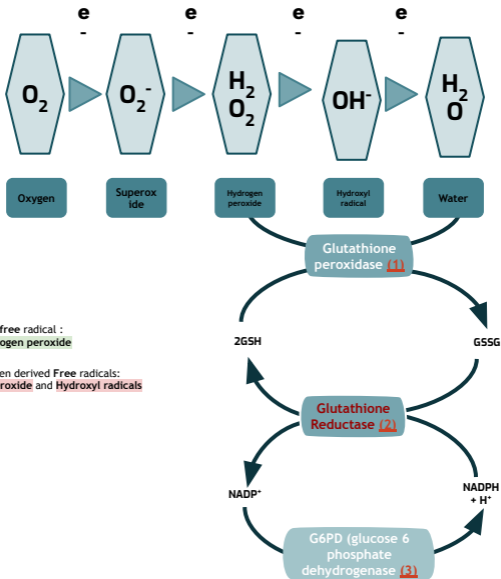 e e e e
- - - -
O2 O2- H2 OH- H2
O2 O
Oxygen
Superox
ide
Hydrogen
peroxide
Hydroxyl
radical
Water
Glutathione
peroxidase (1)
free radical :
ogen peroxide
2GSH
GSSG
en derived Free radicals:
roxide and Hydroxyl radicals
Glutathione
Reductase (2)
NADP+
NADPH
+ H+
G6PD (glucose 6
phosphate
dehydrogenase (3)